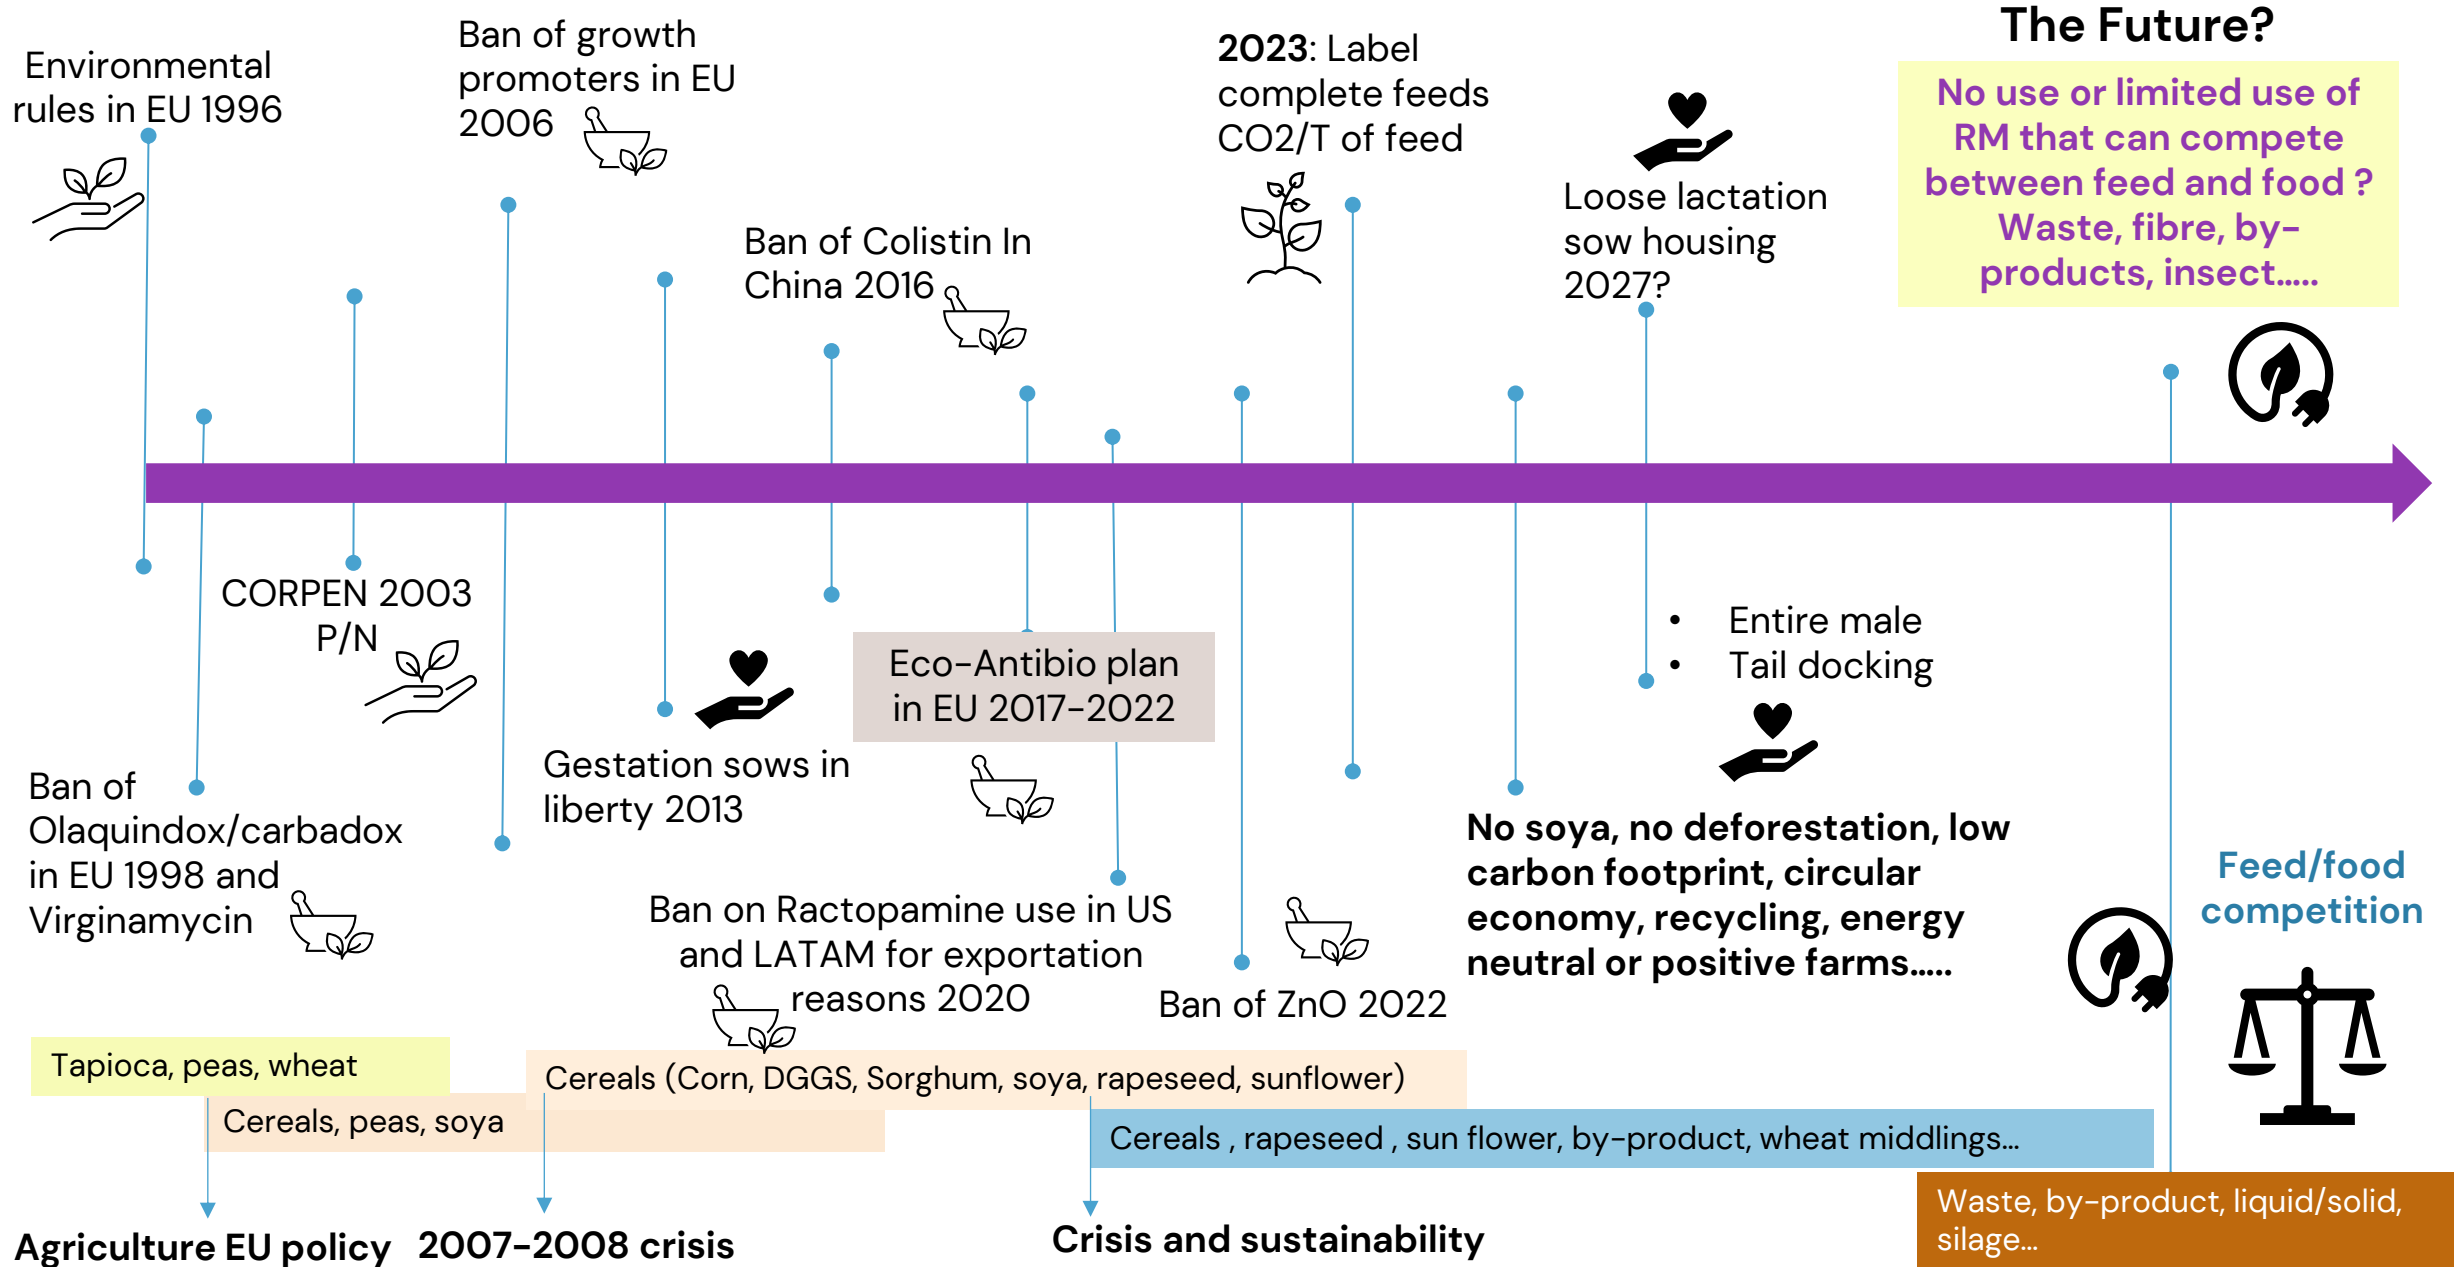 The Future?
Environmental
rules in EU 1996
Ban of growth
promoters in EU
2006
2023: Label
complete feeds
CO2/T of feed
No use or limited use of
RM that can compete
between feed and food ?
Waste, fibre, by-
products, insect.....
Ban of Colistin In
China 2016
Loose lactation
sow housing
2027?
CORPEN 2003
P/N
Eco-Antibio plan
in EU 2017-2022
• Entire male
• Tail docking
Ban of
Olaquindox/carbadox
in EU 1998 and
Virginamycin
Gestation sows in
liberty 2013
Ban on Ractopamine use in US
and LATAM for exportation
reasons 2020
Ban of ZnO 2022
No soya, no deforestation, low
carbon footprint, circular
economy, recycling, energy
neutral or positive farms.....
Feed/food
competition
Tapioca, peas, wheat
Cereals (Corn, DGGS, Sorghum, soya, rapeseed, sunflower)
Cereals, peas, soya
Cereals , rapeseed , sun flower, by-product, wheat middlings...
Waste, by-product, liquid/solid,
silage...
Agriculture EU policy
2007-2008 crisis
Crisis and sustainability